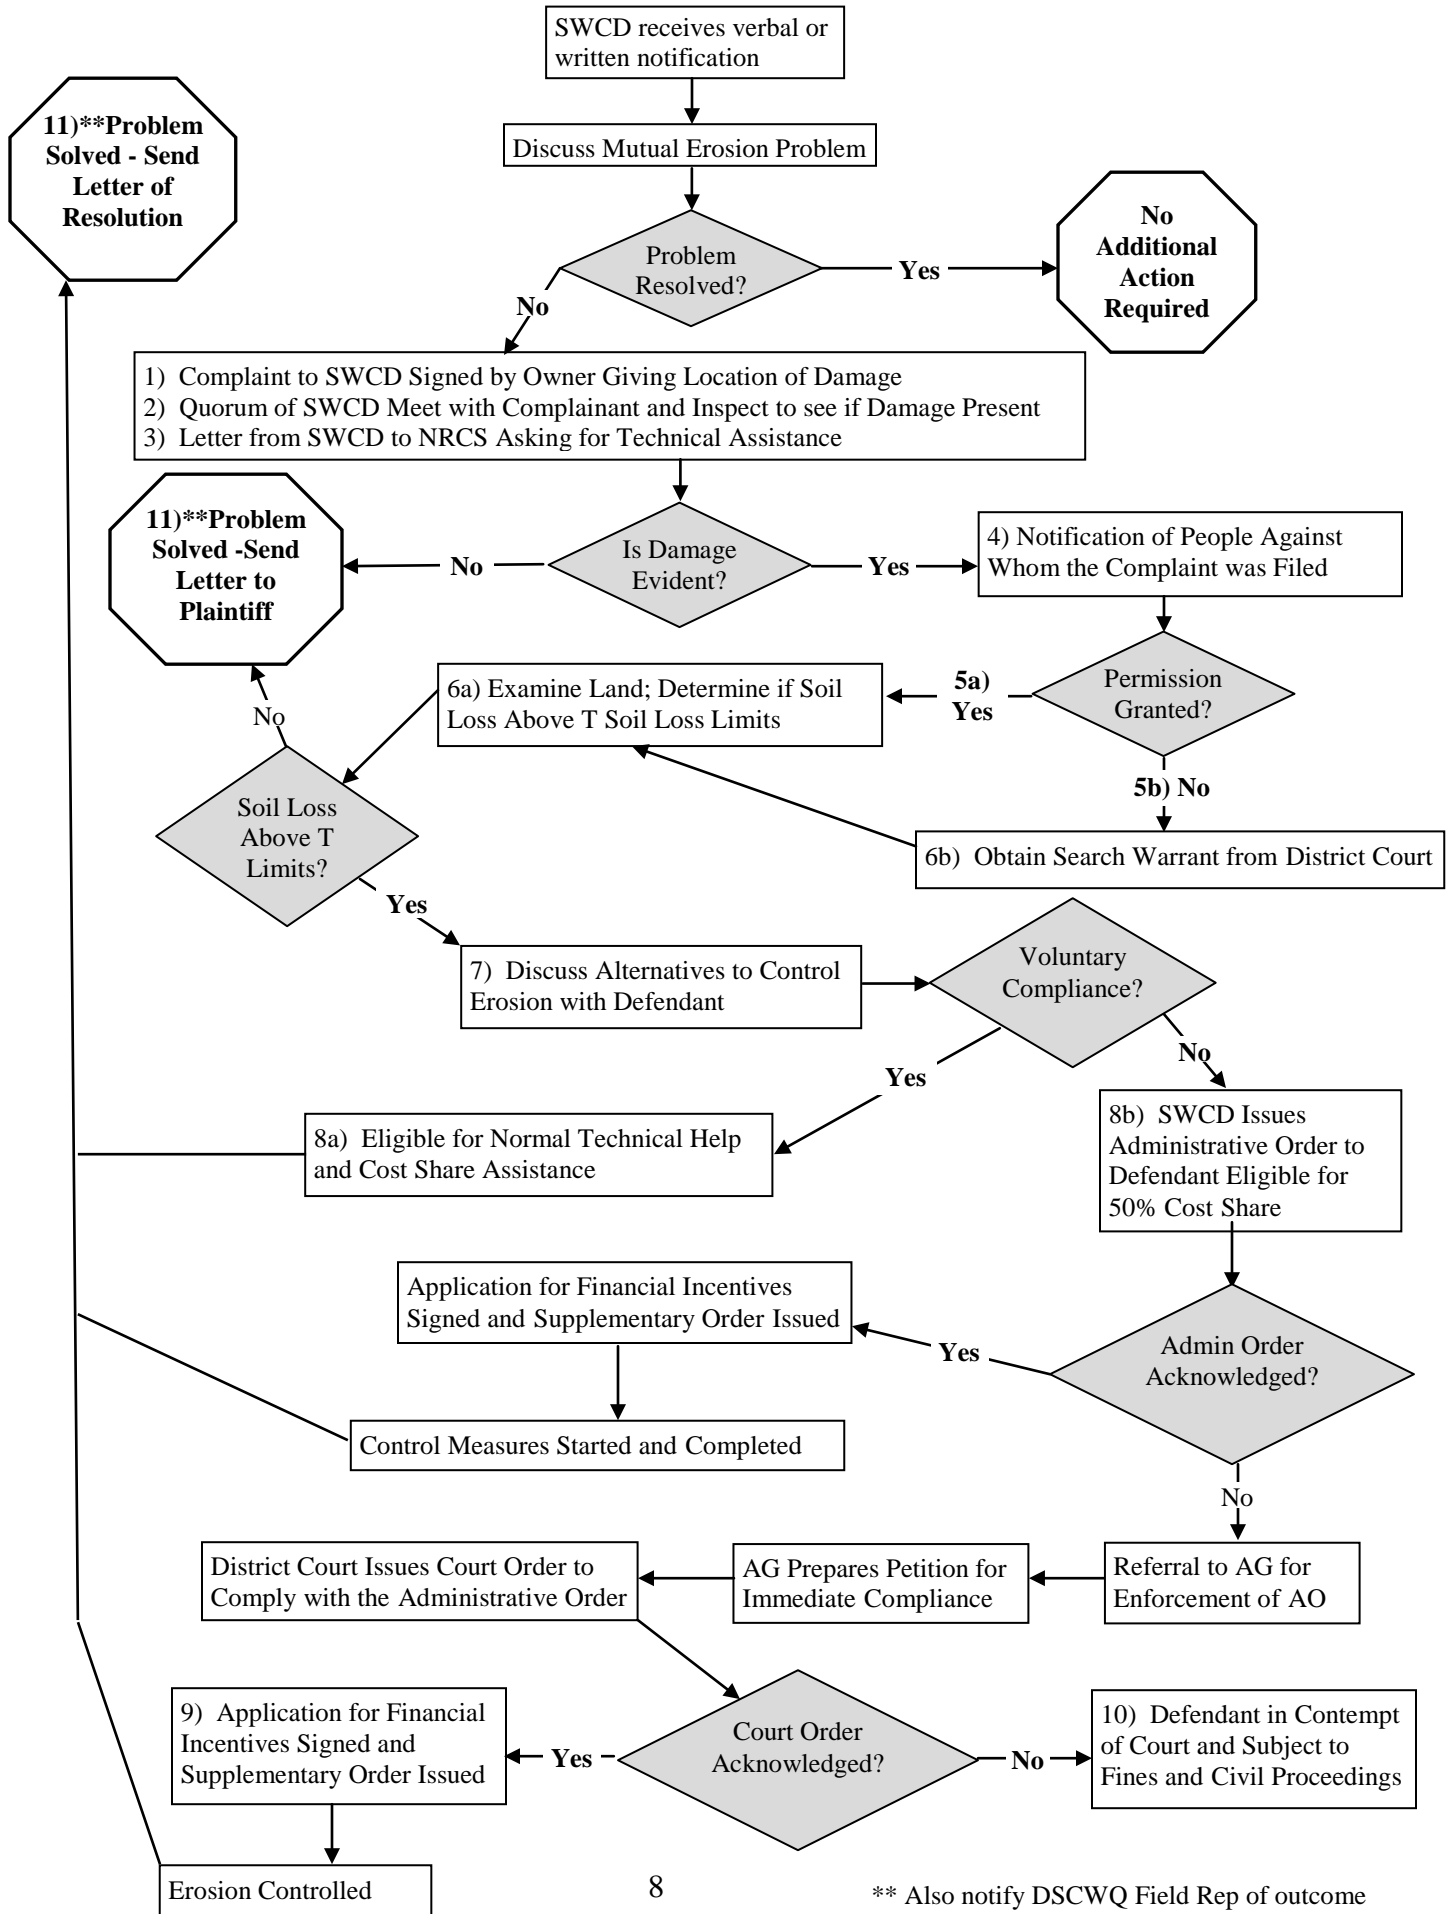 SWCD receives verbal or
written notification
11)**Problem
Solved - Send
Letter of
Resolution
Discuss Mutual Erosion Problem
Problem
Resolved?
Yes
No
Additional
Action
Required
No
1) Complaint to SWCD Signed by Owner Giving Location of Damage
2) Quorum of SWCD Meet with Complainant and Inspect to see if Damage Present
3) Letter from SWCD to NRCS Asking for Technical Assistance
11)**Problem
Solved -Send
Letter to
Plaintiff
No
Is Damage
Evident?
Yes
4) Notification of People Against
Whom the Complaint was Filed
Permission
Granted?
5a)
Yes
6a) Examine Land; Determine if Soil
Loss Above T Soil Loss Limits
No
5b) No
Soil Loss
Above T
Limits?
6b) Obtain Search Warrant from District Court
Yes
7) Discuss Alternatives to Control
Erosion with Defendant
Voluntary
Compliance?
No
Yes
8a) Eligible for Normal Technical Help
and Cost Share Assistance
8b) SWCD Issues
Administrative Order to
Defendant Eligible for
50% Cost Share
Application for Financial Incentives
Signed and Supplementary Order Issued
Yes
Admin Order
Acknowledged?
Control Measures Started and Completed
No
District Court Issues Court Order to
Comply with the Administrative Order
AG Prepares Petition for
Immediate Compliance
Referral to AG for
Enforcement of AO
9) Application for Financial
Incentives Signed and
Supplementary Order Issued
Yes
Court Order
Acknowledged?
No
10) Defendant in Contempt
of Court and Subject to
Fines and Civil Proceedings
Erosion Controlled
8
** Also notify DSCWQ Field Rep of outcome